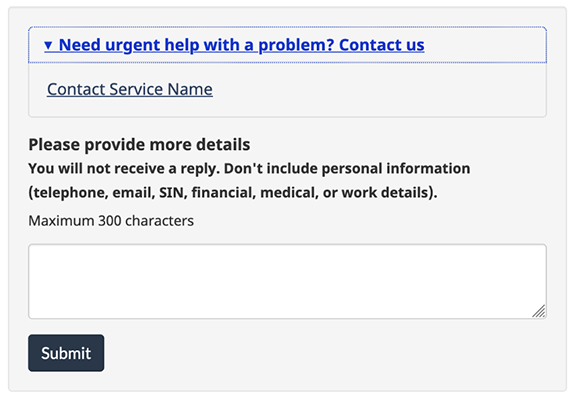 ▼ Need urgent help with a problem? Contact us
Contact Service Name
Please provide more details
You will not receive a reply. Don't include personal information
(telephone, email, SIN, financial, medical, or work details).
Maximum 300 characters
Submit